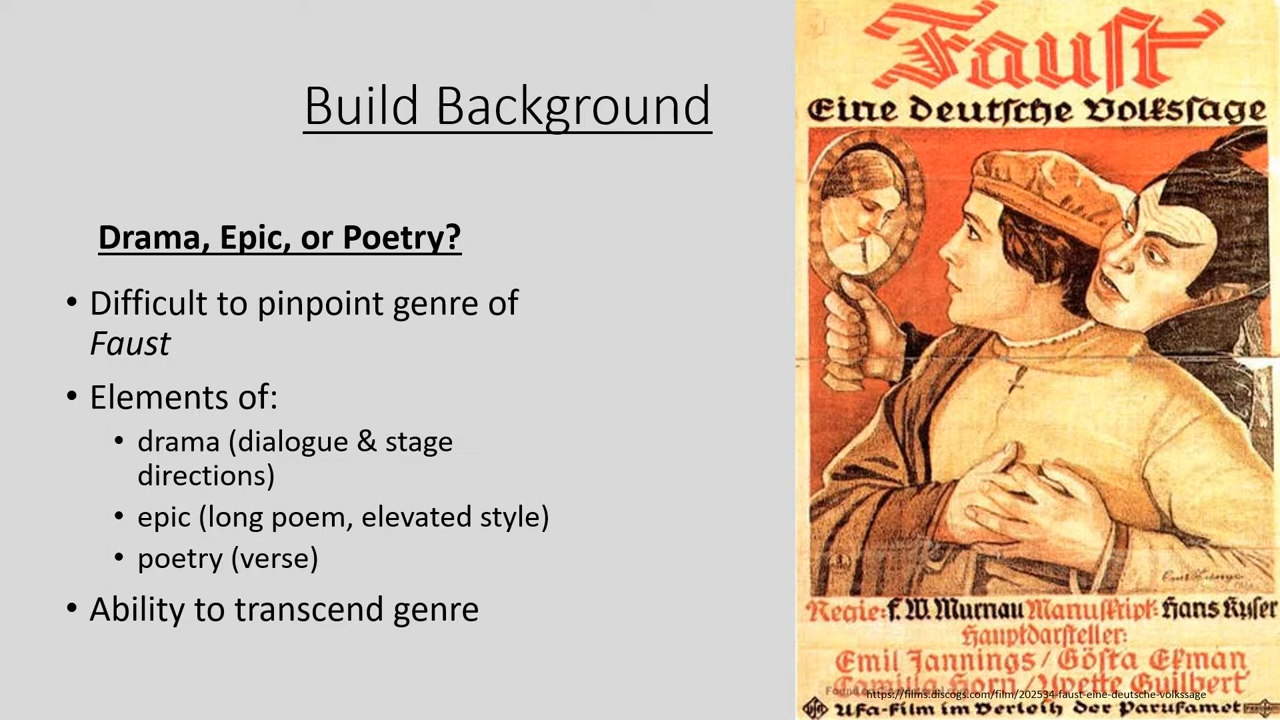 Build Background
Drama, Epic, or Poetry?
• Difficult to pinpoint genre of
Faust
• Elements of:
• drama (dialogue & stage
directions)
• epic (long poem, elevated style)
• poetry (verse)
• Ability to transcend genre
Faust
Eine deutsche Volkssage
Regie: F. W. Murnau Manuskript: Hans Kyser
Hauptdarsteller:
Emil Jannings / Gösta Ekman
Camilla Horn / Yvette Guilbert
https://films.discogs.com/film/202534-faust-eine-deutsche-volkssage
Ufa-Film im Verleih der Parufamet